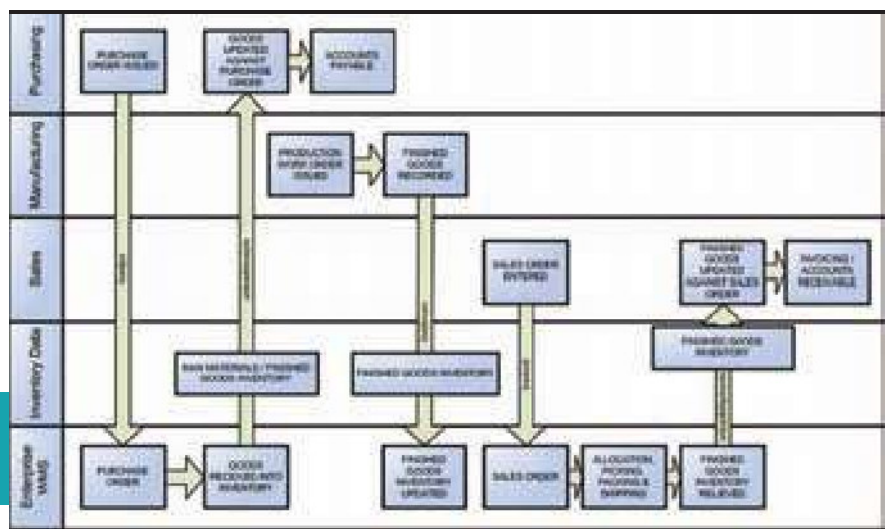 Purchasing
PURCHASE
ORDER ISSUED
GOODS
UPDATED
AGAINST
PURCHASE
ORDER
ACCOUNTS
PAYABLE
Manufacturing
PRODUCTION
WORK ORDER
ISSUED
FINISHED
GOODS
RECORDED
Sales
SALES ORDER
ENTERED
FINISHED
GOODS
UPDATED
AGAINST SALES
ORDER
INVOICING /
ACCOUNTS
RECEIVABLE
Inventory Data
RAW MATERIALS / FINISHED
GOODS INVENTORY
FINISHED GOODS INVENTORY
FINISHED GOODS
INVENTORY
Enterprise
WMS
PURCHASE
ORDER
GOODS
RECEIVED INTO
INVENTORY
FINISHED
GOODS
INVENTORY
UPDATED
SALES ORDER
ALLOCATION,
PICKING,
PACKING &
SHIPPING
FINISHED
GOODS
INVENTORY
RELIEVED